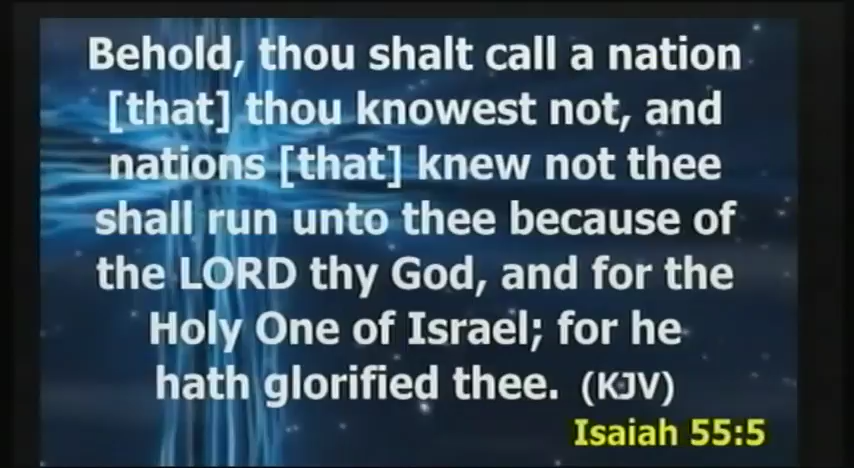 Behold, thou shalt call a nation
[that] thou knowest not, and
nations [that] knew not thee
shall run unto thee because of
the LORD thy God, and for the
Holy One of Israel; for he
hath glorified thee. (KJV)
Isaiah 55:5